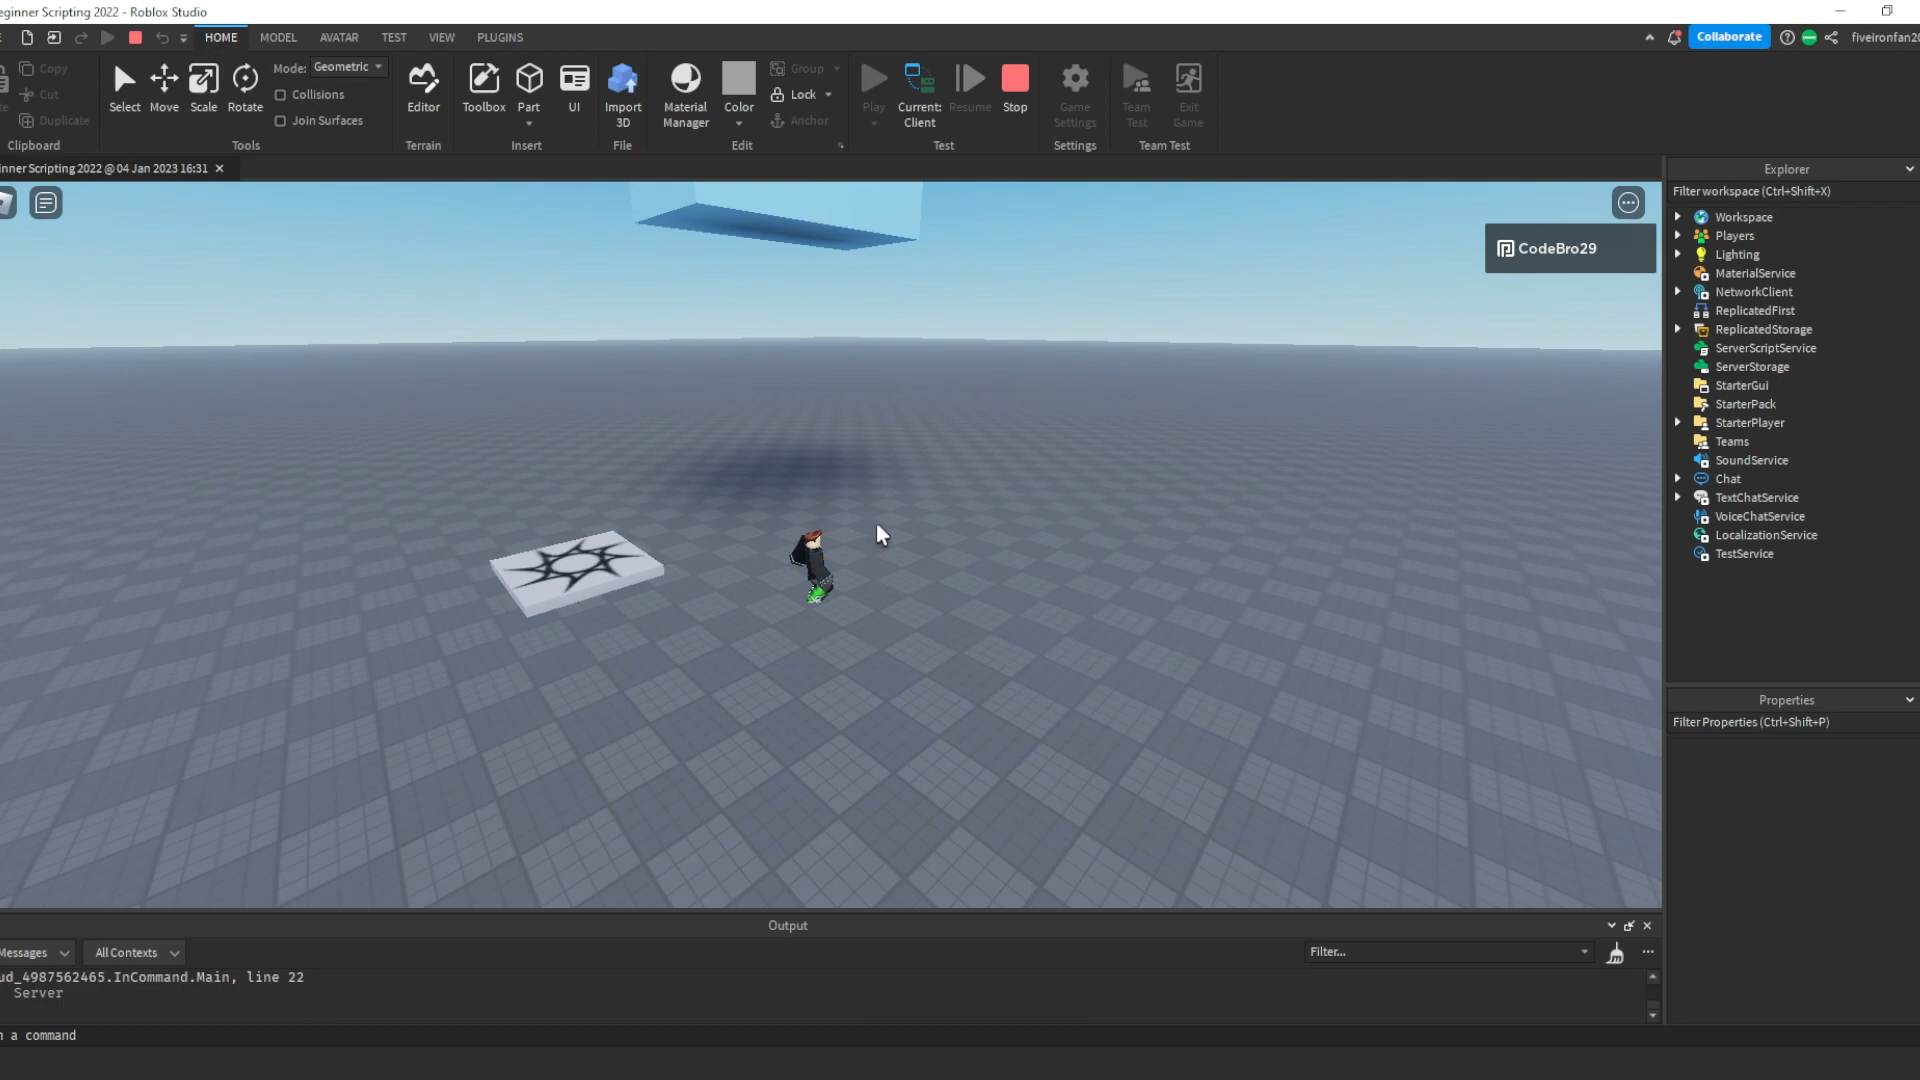 eginner Scripting 2022 - Roblox Studio
HOME MODEL AVATAR TEST VIEW PLUGINS
Collaborate
fiveironfan20
Copy
Cut
Duplicate
Clipboard
Select Move Scale Rotate
Mode: Geometric
Collisions
Join Surfaces
Tools
Editor
Terrain
Toolbox Part UI
Insert
Import
3D
File
Material
Manager
Color
Group
Lock
Anchor
Edit
Play
Current:
Client
Resume Stop
Test
Game
Settings
Settings
Team
Test
Exit
Game
Team Test
inner Scripting 2022 @ 04 Jan 2023 16:31
CodeBro29
Explorer
Filter workspace (Ctrl+Shift+X)
Workspace
Players
Lighting
MaterialService
NetworkClient
ReplicatedFirst
ReplicatedStorage
ServerScriptService
ServerStorage
StarterGui
StarterPack
StarterPlayer
Teams
SoundService
Chat
TextChatService
VoiceChatService
LocalizationService
TestService
Properties
Filter Properties (Ctrl+Shift+P)
Output
Messages All Contexts
Filter...
ud_4987562465.InCommand.Main, line 22
Server
n a command